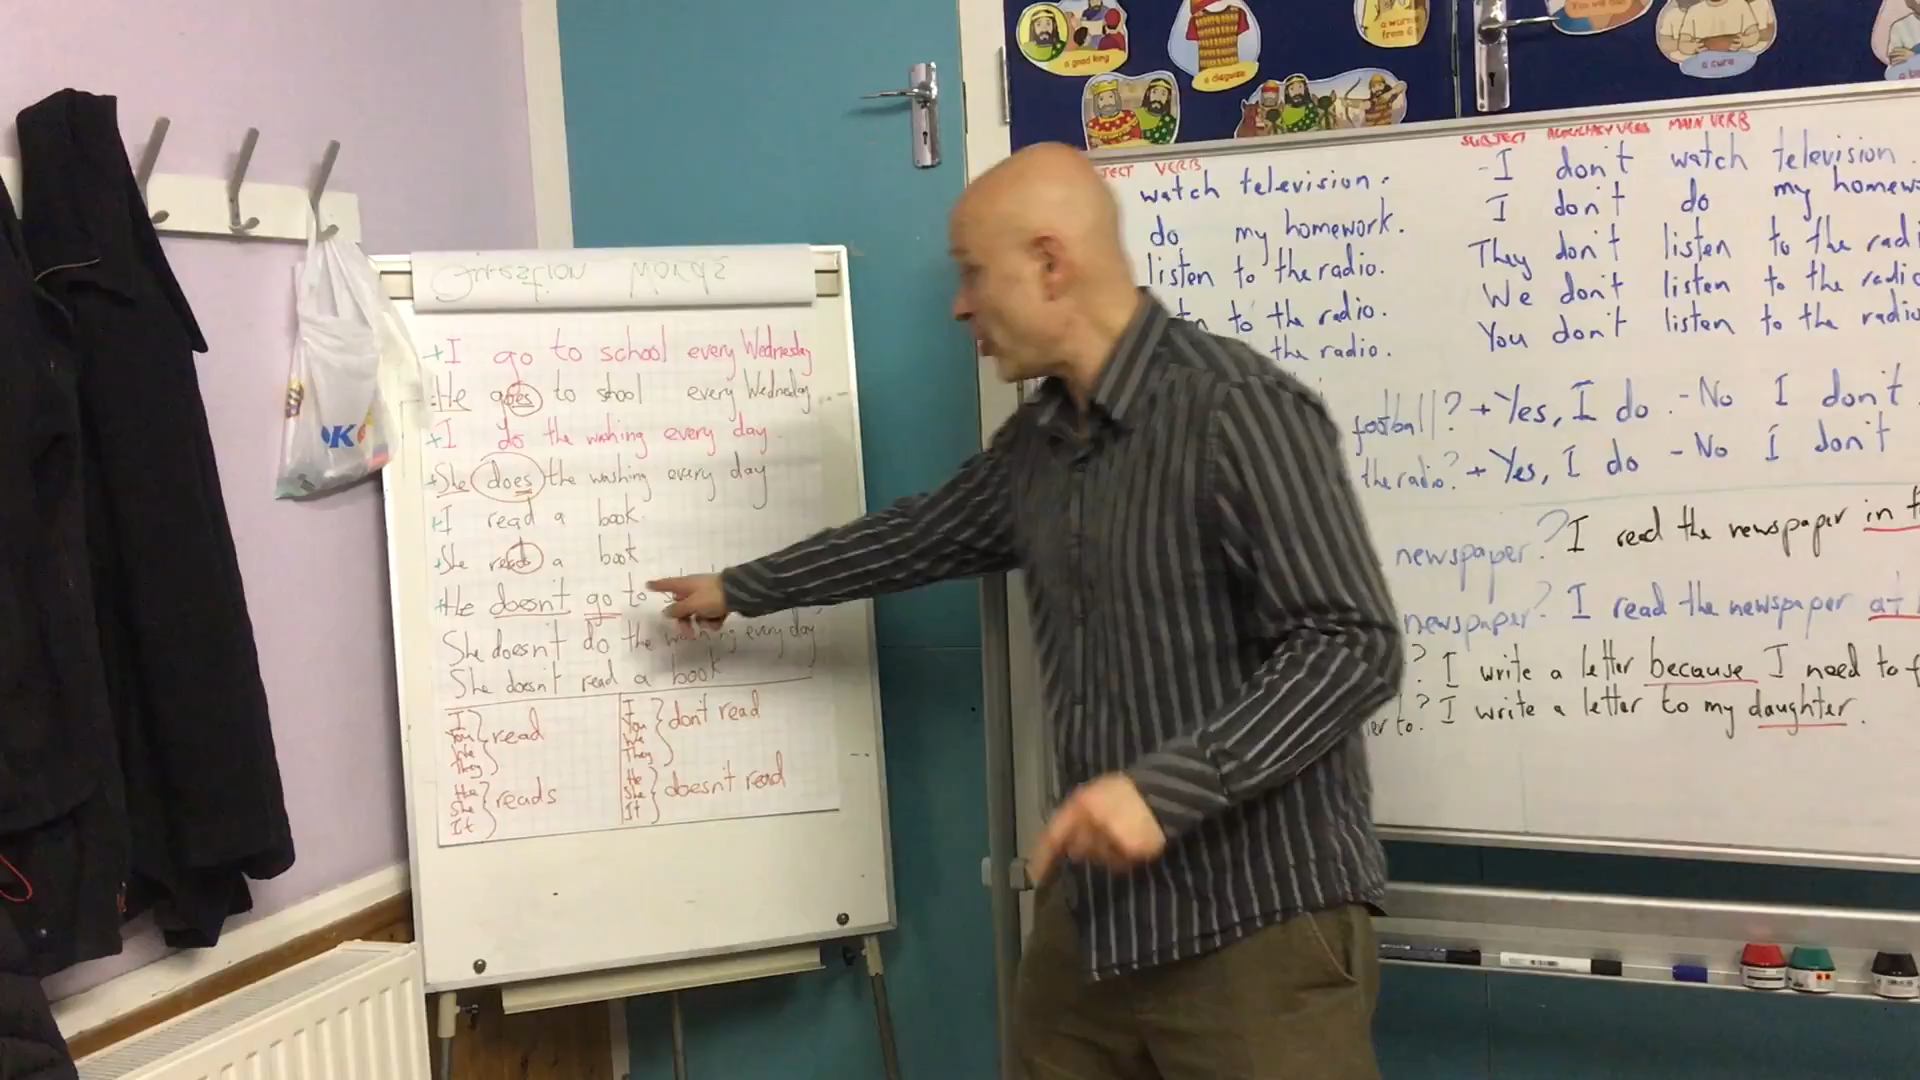 +I go to school every Wednesday
He goes to shool every Wednesday
+I do the washing every day.
+She does the washing every day
+I read a book.
+She reads a book
+He doesn't go to
She doesn't do the washing every day
She doesn't read a book
I
You
We
They
read
He
She
It
reads
I
You
We
They
don't read
He
She
It
doesn't read
a good king
a disguise
a cure
VERB
watch television.
do my homework.
listen to the radio.
to the radio.
the radio.
SUBJECT AUXILIARY VERB MAIN VERB
-I don't watch television.
I don't do my
They don't listen to the
We don't listen to the
You don't listen to the radio
football? + Yes, I do. - No I don't
the radio? + Yes, I do - No I don't
newspaper? I read the newspaper in
newspaper? I read the newspaper at
? I write a letter because I need to
to? I write a letter to my daughter.